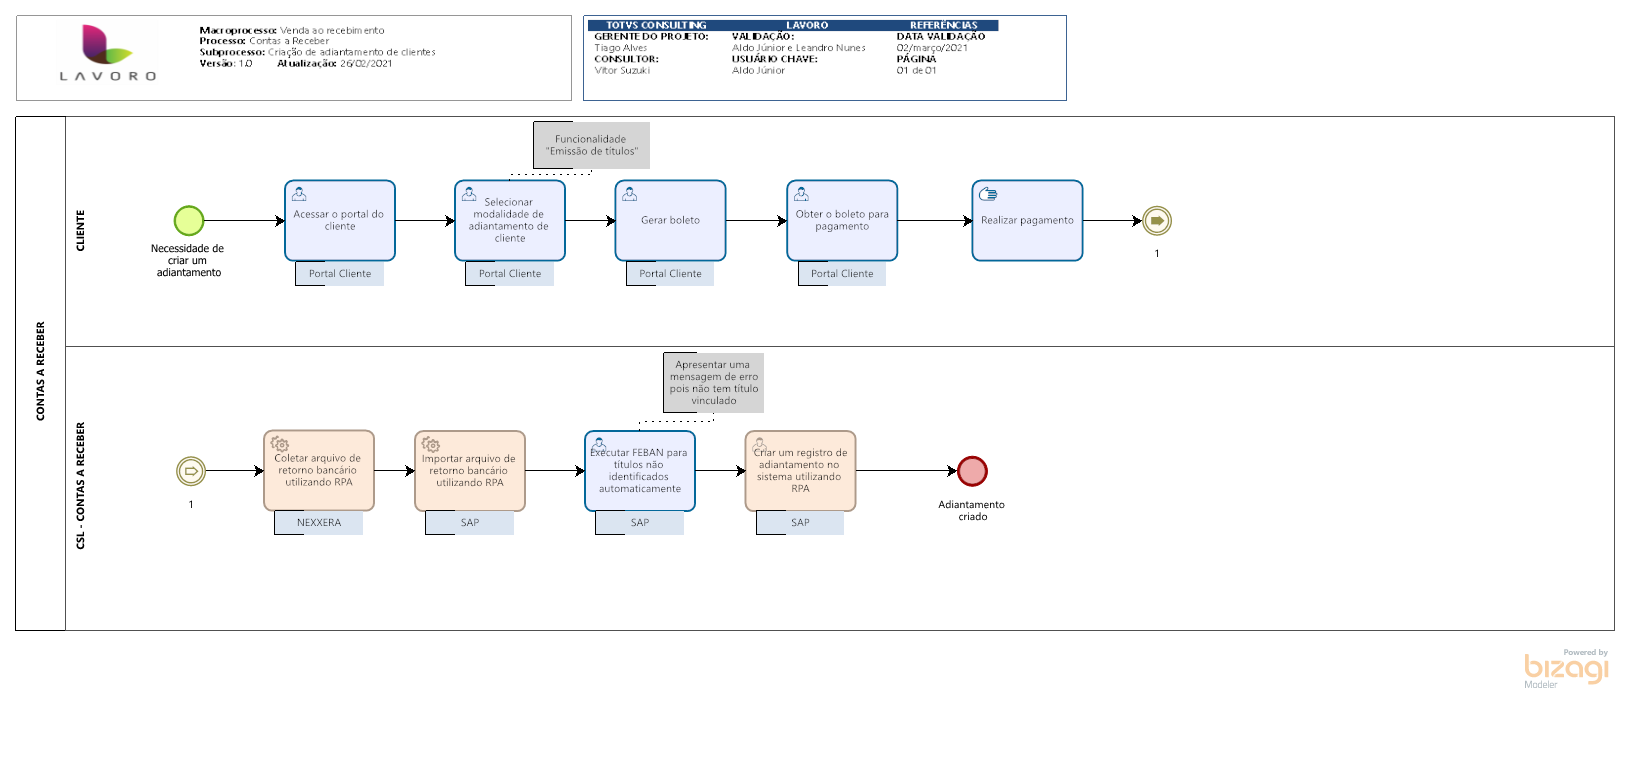 LAVORO
Macroprocesso: Venda ao recebimento
Processo: Contas a Receber
Subprocesso: Criação de adiantamento de clientes
Versão: 1.0 Atualização: 26/02/2021
TOTVS CONSULTING LAVORO REFERÊNCIAS
GERENTE DO PROJETO: VALIDAÇÃO: DATA VALIDAÇÃO
Tiago Alves Aldo Júnior e Leandro Nunes 02/março/2021
CONSULTOR: USUÁRIO CHAVE: PÁGINA
Vitor Suzuki Aldo Júnior 01 de 01
CONTAS A RECEBER
CLIENTE
Funcionalidade
"Emissão de títulos"
Necessidade de
criar um
adiantamento
Acessar o portal do
cliente
Portal Cliente
Selecionar
modalidade de
adiantamento de
cliente
Portal Cliente
Gerar boleto
Portal Cliente
Obter o boleto para
pagamento
Portal Cliente
Realizar pagamento
1
CSL - CONTAS A RECEBER
Apresentar uma
mensagem de erro
pois não tem título
vinculado
1
Coletar arquivo de
retorno bancário
utilizando RPA
NEXXERA
Importar arquivo de
retorno bancário
utilizando RPA
SAP
Executar FEBAN para
títulos não
identificados
automaticamente
SAP
Criar um registro de
adiantamento no
sistema utilizando
RPA
SAP
Adiantamento
criado
Powered by
bizagi
Modeler